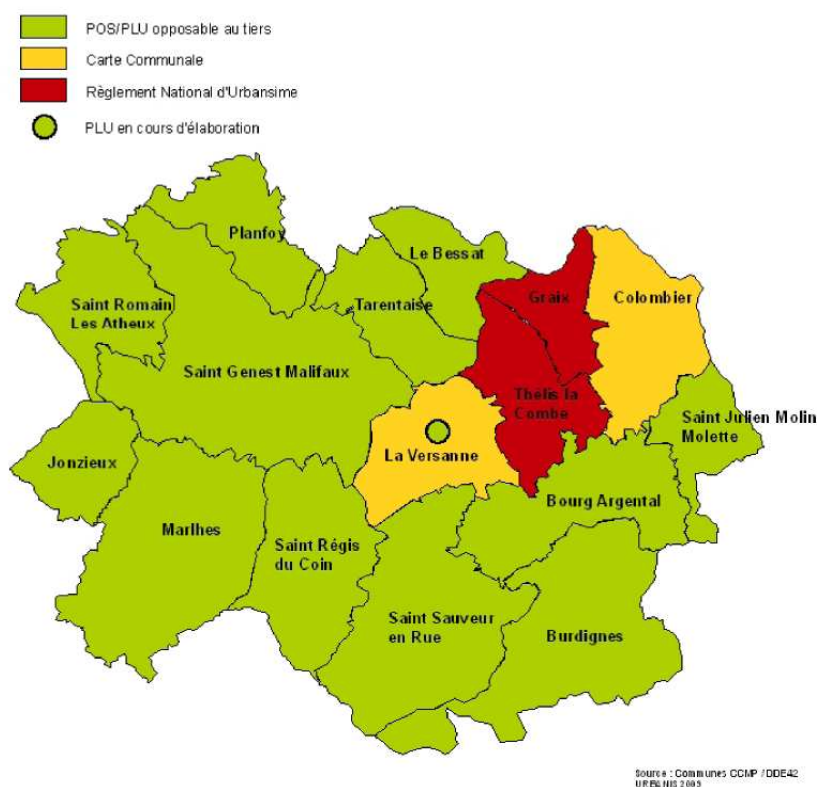 POS/PLU opposable au tiers
Carte Communale
Règlement National d'Urbansime
PLU en cours d'élaboration
Planfoy
Le Bessat
Saint Romain
Les Atheux
Tarentaise
Graix
Colombier
Saint Genest Malifaux
Thélis la
Combe
Saint Julien Molin
Molette
La Versanne
Jonzieux
Bourg Argental
Marlhes
Saint Régis
du Coin
Saint Sauveur
en Rue
Burdignes
Source : Communes CCMP / DDE42
URBANIS 2009